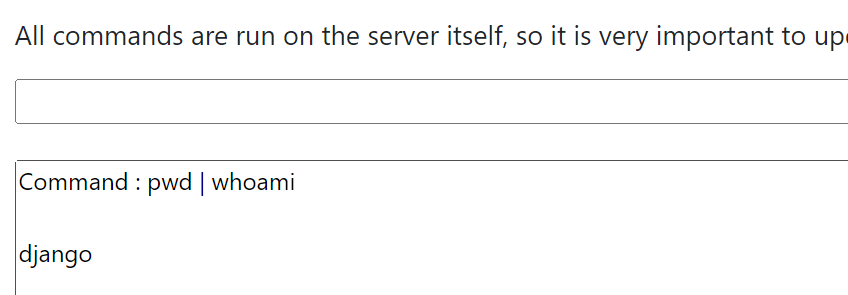 All commands are run on the server itself, so it is very important to up
Command : pwd | whoami
django